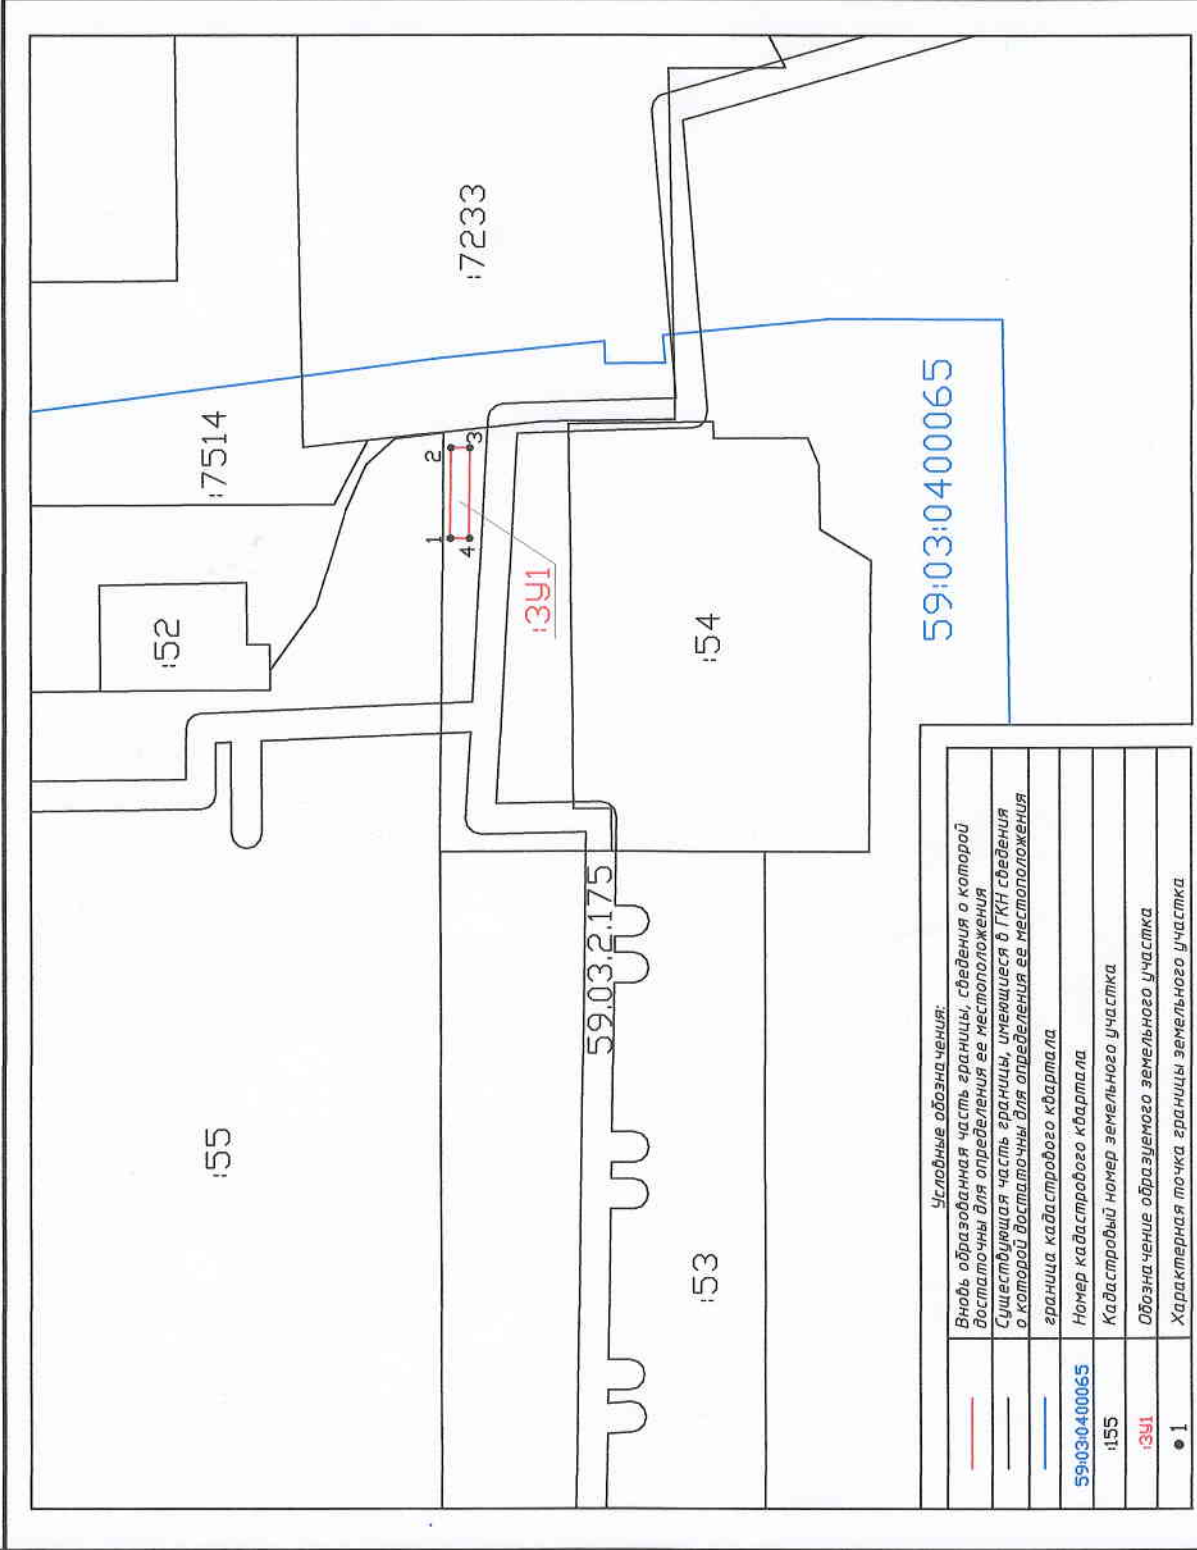 :55
:52
:7514
:7233
1
2
3
4
:ЗУ1
59.03.2.175
:53
:54
59:03:0400065
Условные обозначения:
Вновь образованная часть границы, сведения о которой
достаточны для определения ее местоположения
Существующая часть границы, имеющиеся в ГКН сведения
о которой достаточны для определения ее местоположения
граница кадастрового квартала
59:03:0400065 Номер кадастрового квартала
:155 Кадастровый номер земельного участка
:ЗУ1 Обозначение образуемого земельного участка
1 Характерная точка границы земельного участка